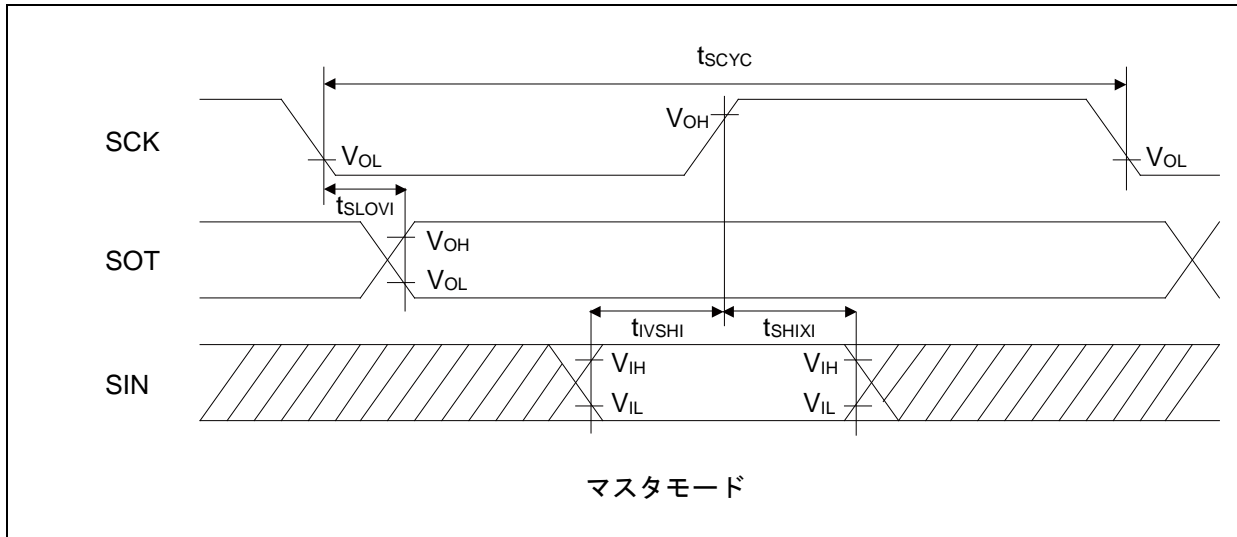 tSCYC
SCK
VOH
VOL
VOL
tSLOVI
SOT
VOH
VOL
tIVSHI
tSHIXI
SIN
VIH
VIH
VIL
VIL
マスタモード